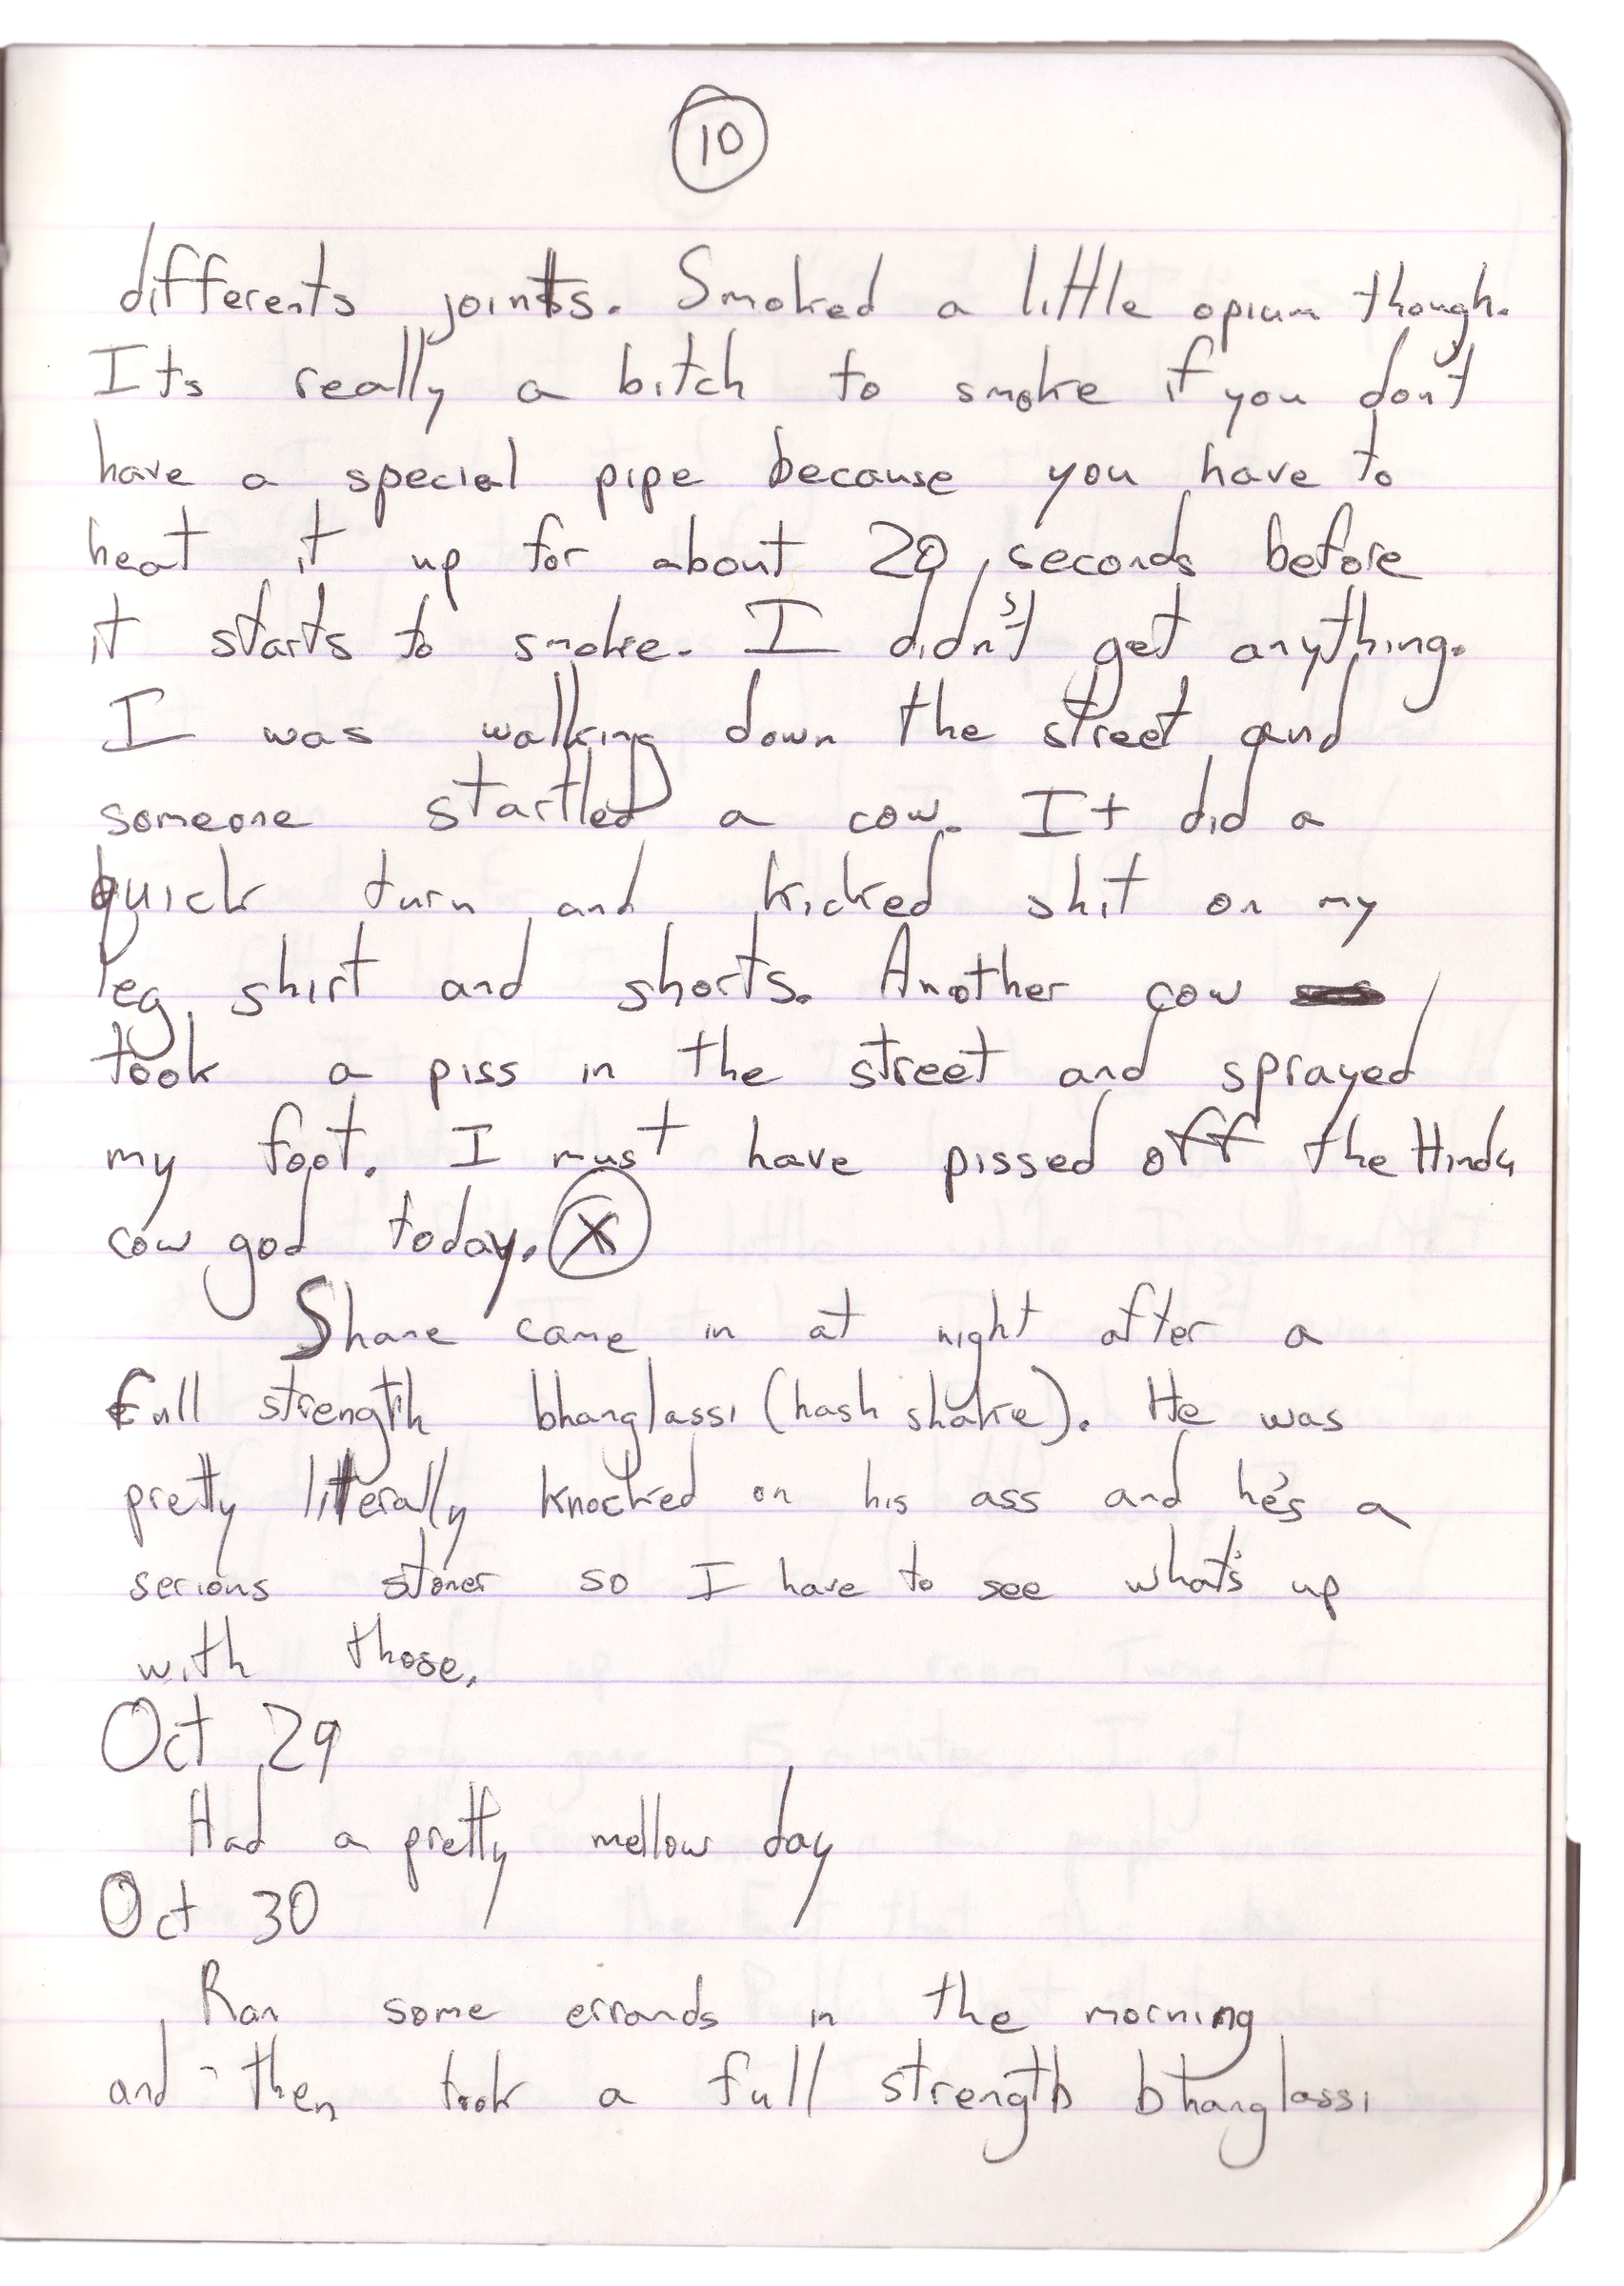 10
differents joints. Smoked a little opium though.
Its really a bitch to smoke if you don't
have a special pipe because you have to
heat it up for about 20 seconds before
it starts to smoke. I didn't get anything.
I was walking down the street and
someone startled a cow. It did a
quick turn and kicked shit on my
leg shirt and shorts. Another cow
took a piss in the street and sprayed
my foot. I must have pissed off the Hindu
cow god today. X
Shane came in at night after a
full strength bhanglassi (hash shake). He was
pretty literally knocked on his ass and he's a
serious stoner so I have to see what's up
with those.
Oct 29
Had a pretty mellow day
Oct 30
Ran some errands in the morning
and then took a full strength bhanglassi